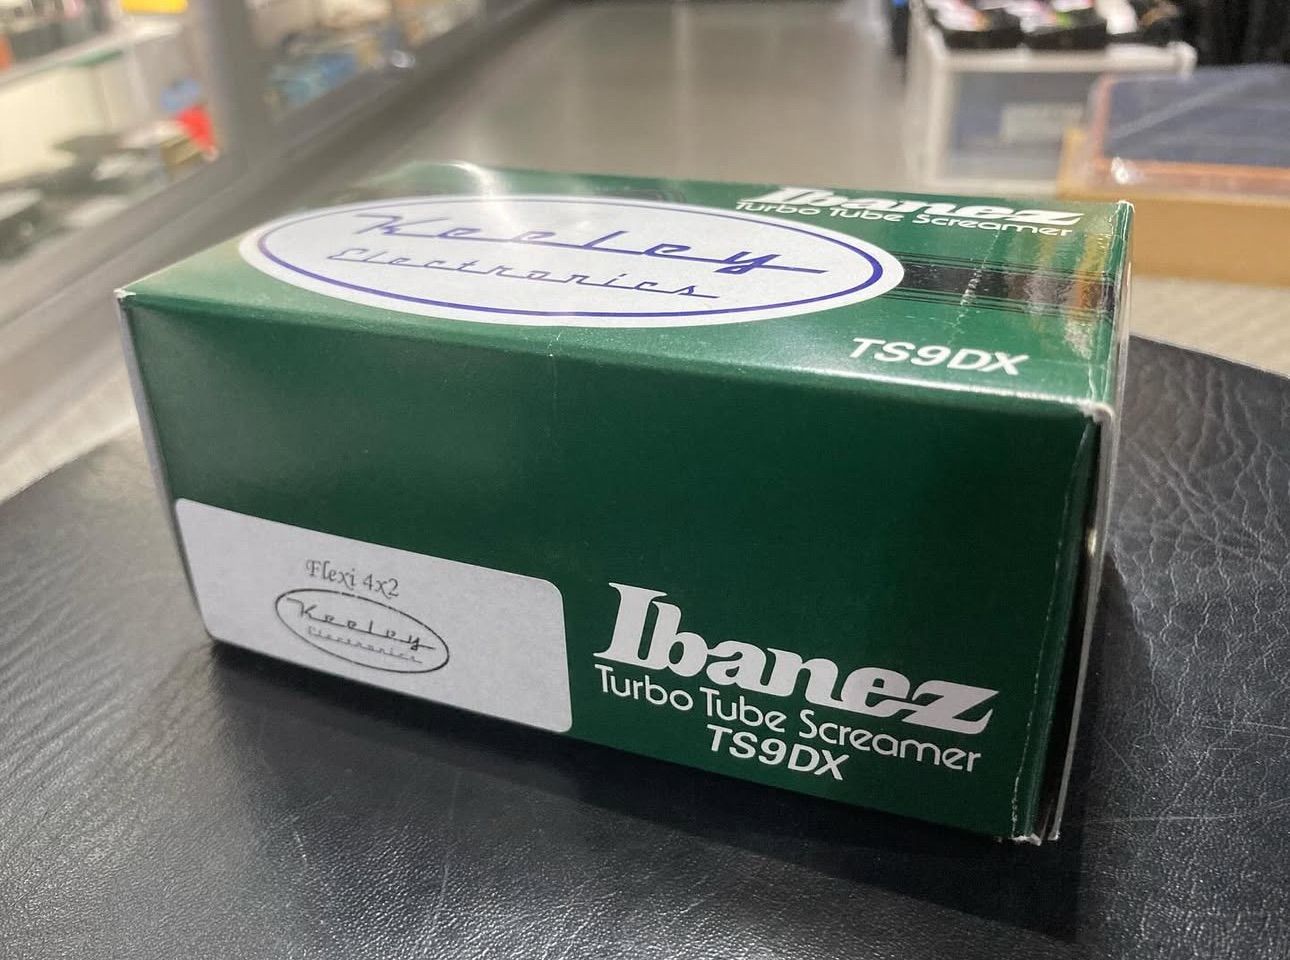 Ibanez
Turbo Tube Screamer
Keeley
Electronics
TS9DX
Flexi 4x2
Keeley
Electronics
Ibanez
Turbo Tube Screamer
TS9DX